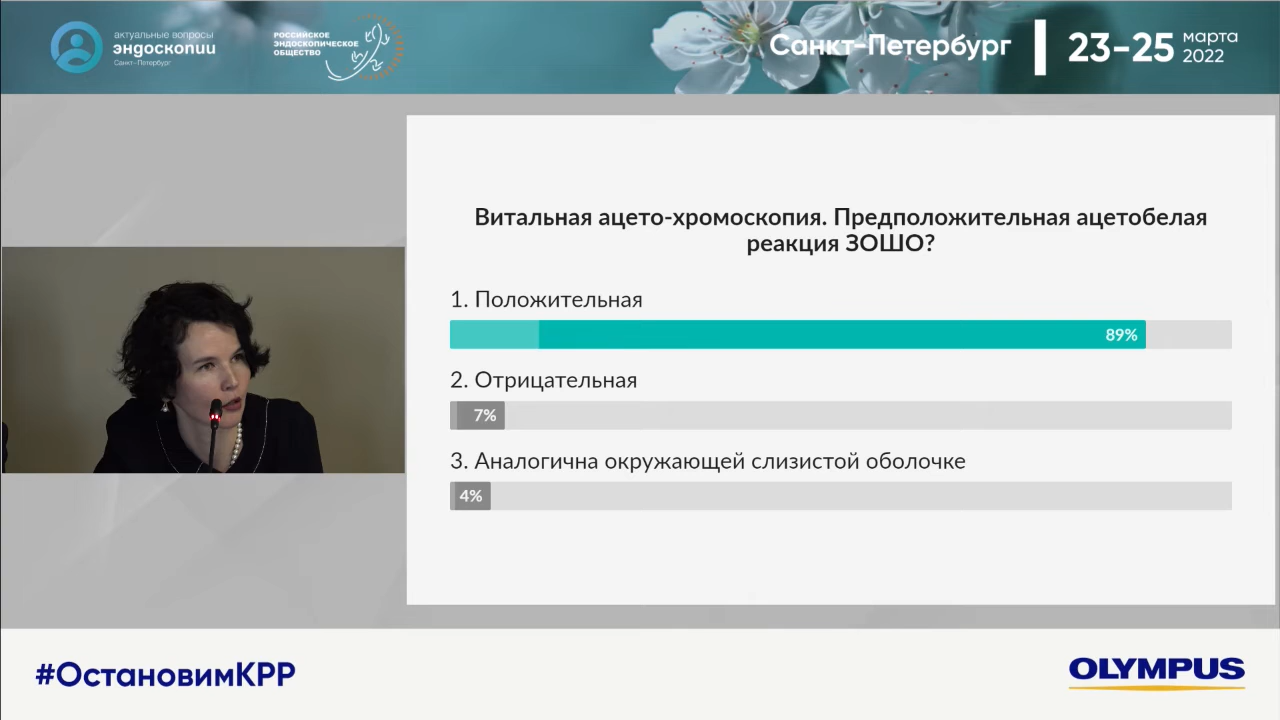 актуальные вопросы
эндоскопии
Санкт-Петербург
РОССИЙСКОЕ
ЭНДОСКОПИЧЕСКОЕ
ОБЩЕСТВО
Санкт-Петербург
23-25 марта
2022
Витальная ацето-хромоскопия. Предположительная ацетобелая
реакция ЗОШО?
1. Положительная
89%
2. Отрицательная
7%
3. Аналогична окружающей слизистой оболочке
4%
#ОстановимКРР
OLYMPUS